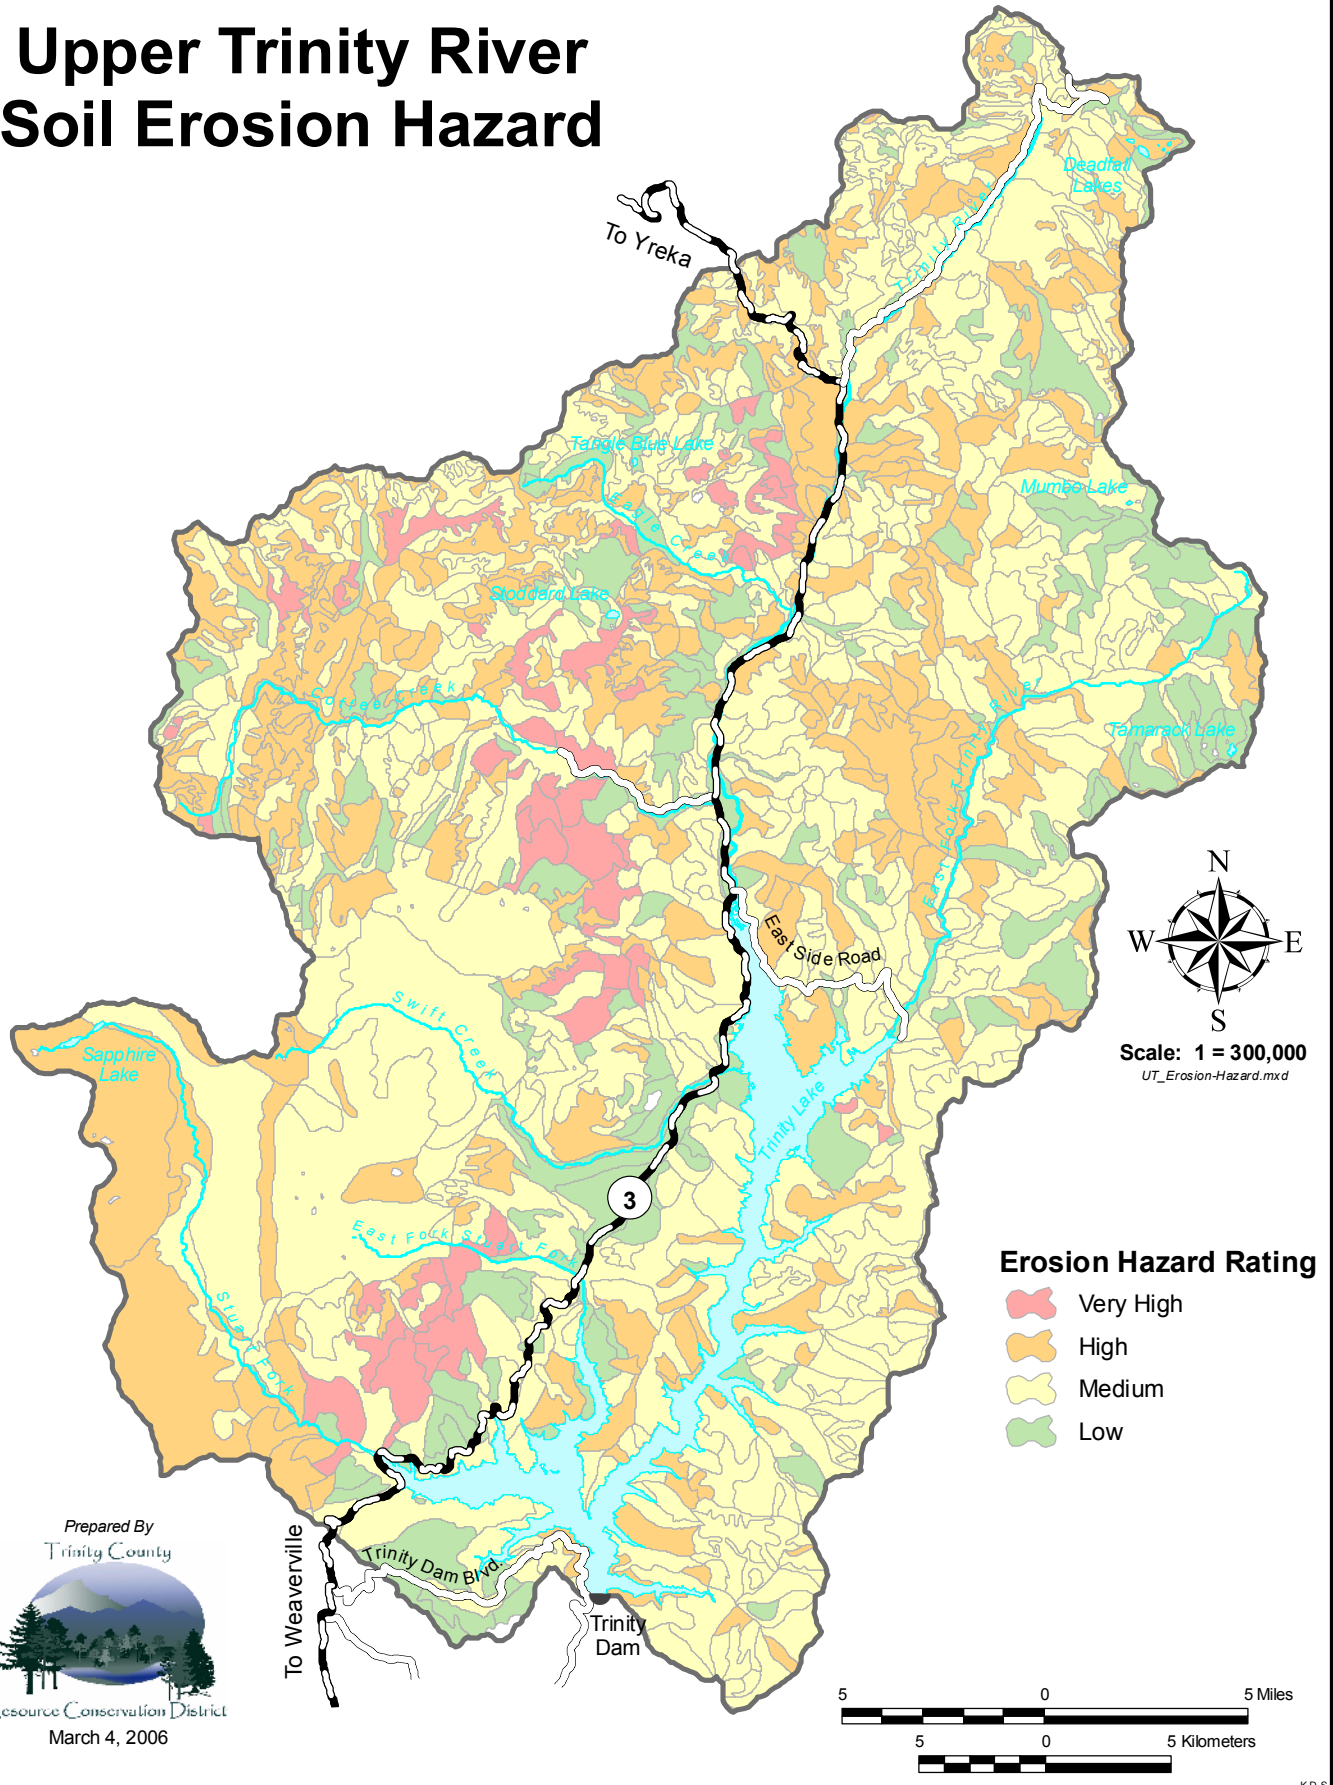 Upper Trinity River
Soil Erosion Hazard
To Yreka
Deadfall
Lakes
Trinity River
Tangle Blue Lake
Eagle Creek
Mumbo Lake
Stoddard Lake
Coffee Creek
East Fork Trinity River
Tamarack Lake
East Side Road
N
W
E
S
Scale: 1 = 300,000
UT_Erosion-Hazard.mxd
Swift Creek
Sapphire
Lake
Trinity Lake
3
East Fork Stuart Fork
Stuart Fork
Erosion Hazard Rating
Very High
High
Medium
Low
Prepared By
Trinity County
Resource Conservation District
March 4, 2006
To Weaverville
Trinity Dam Blvd.
Trinity
Dam
5 0 5 Miles
5 0 5 Kilometers